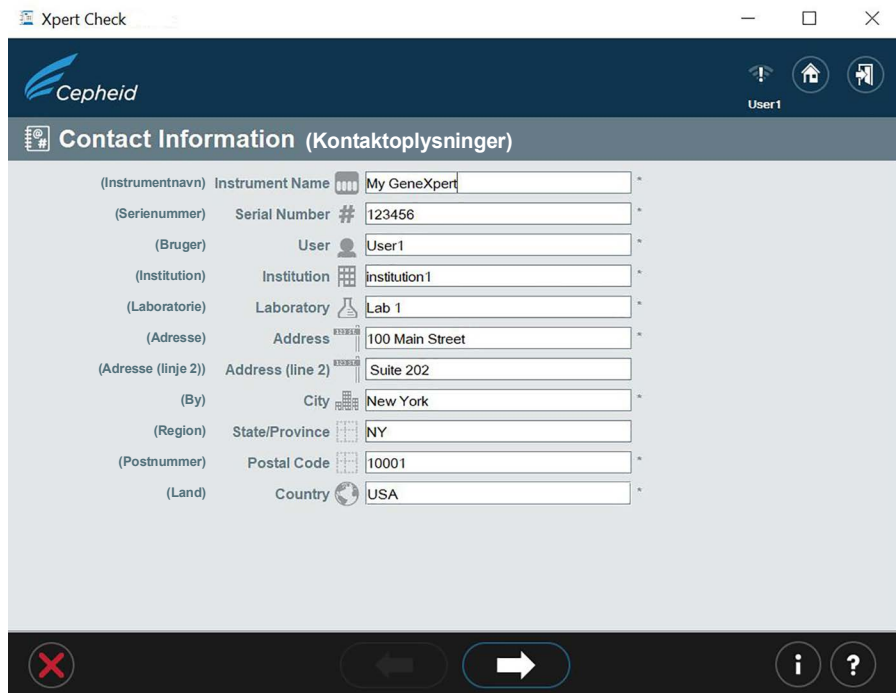 Xpert Check
Cepheid
User1
Contact Information (Kontaktoplysninger)
(Instrumentnavn) Instrument Name My GeneXpert *
(Serienummer) Serial Number # 123456 *
(Bruger) User User1 *
(Institution) Institution institution1 *
(Laboratorie) Laboratory Lab 1 *
(Adresse) Address 100 Main Street *
(Adresse (linje 2)) Address (line 2) Suite 202
(By) City New York *
(Region) State/Province NY
(Postnummer) Postal Code 10001 *
(Land) Country USA *